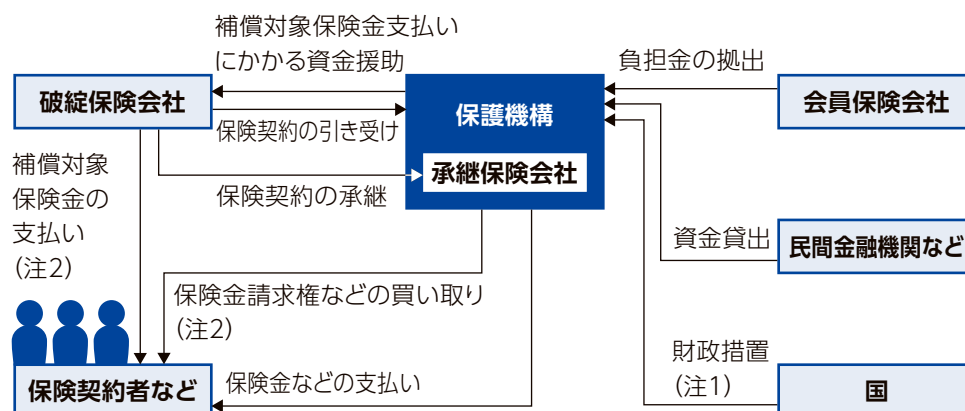 補償対象保険金支払い
にかかる資金援助
負担金の拠出
破綻保険会社
保護機構
会員保険会社
保険契約の引き受け
承継保険会社
補償対象
保険金の
支払い
(注2)
保険契約の承継
資金貸出
民間金融機関など
保険金請求権などの買い取り
(注2)
財政措置
(注1)
保険契約者など
保険金などの支払い
国